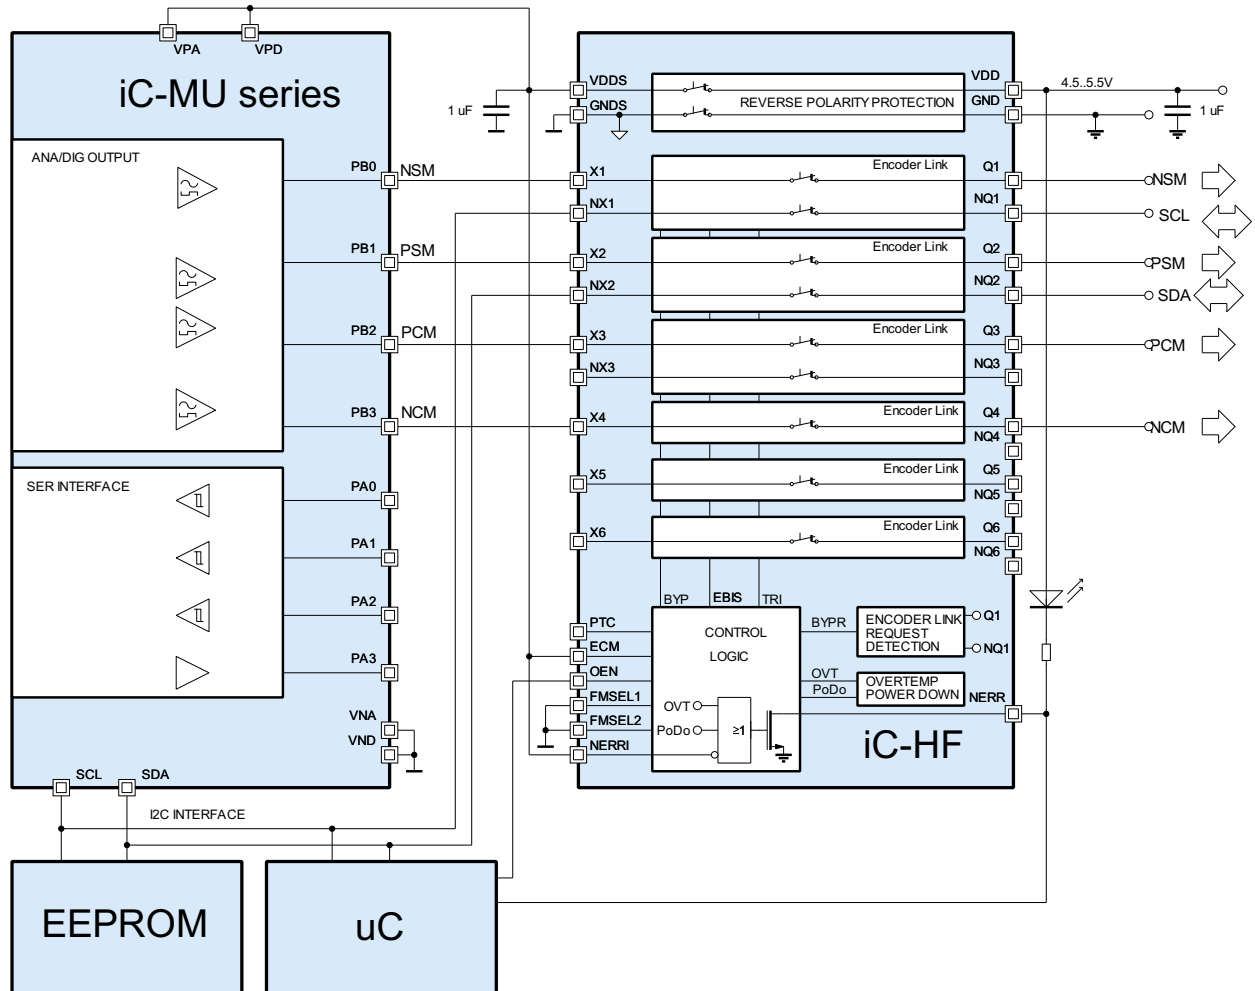 VPA
VPD
iC-MU series
ANA/DIG OUTPUT
PB0
NSM
PB1
PSM
PB2
PCM
PB3
NCM
SER INTERFACE
PA0
PA1
PA2
PA3
VNA
VND
SCL
SDA
I2C INTERFACE
EEPROM
uC
1 uF
VDDS
GNDS
REVERSE POLARITY PROTECTION
VDD
GND
4.5..5.5V
1 uF
X1
Encoder Link
Q1
NSM
NX1
NQ1
SCL
X2
Encoder Link
Q2
PSM
NX2
NQ2
SDA
X3
Encoder Link
Q3
PCM
NX3
NQ3
X4
Encoder Link
Q4
NCM
NQ4
X5
Encoder Link
Q5
NQ5
X6
Encoder Link
Q6
NQ6
BYP
EBIS
TRI
PTC
ECM
OEN
FMSEL1
FMSEL2
NERRI
CONTROL
LOGIC
OVT
PoDo
≥1
BYPR
ENCODER LINK
REQUEST
DETECTION
Q1
NQ1
OVT
PoDo
OVERTEMP
POWER DOWN
NERR
iC-HF